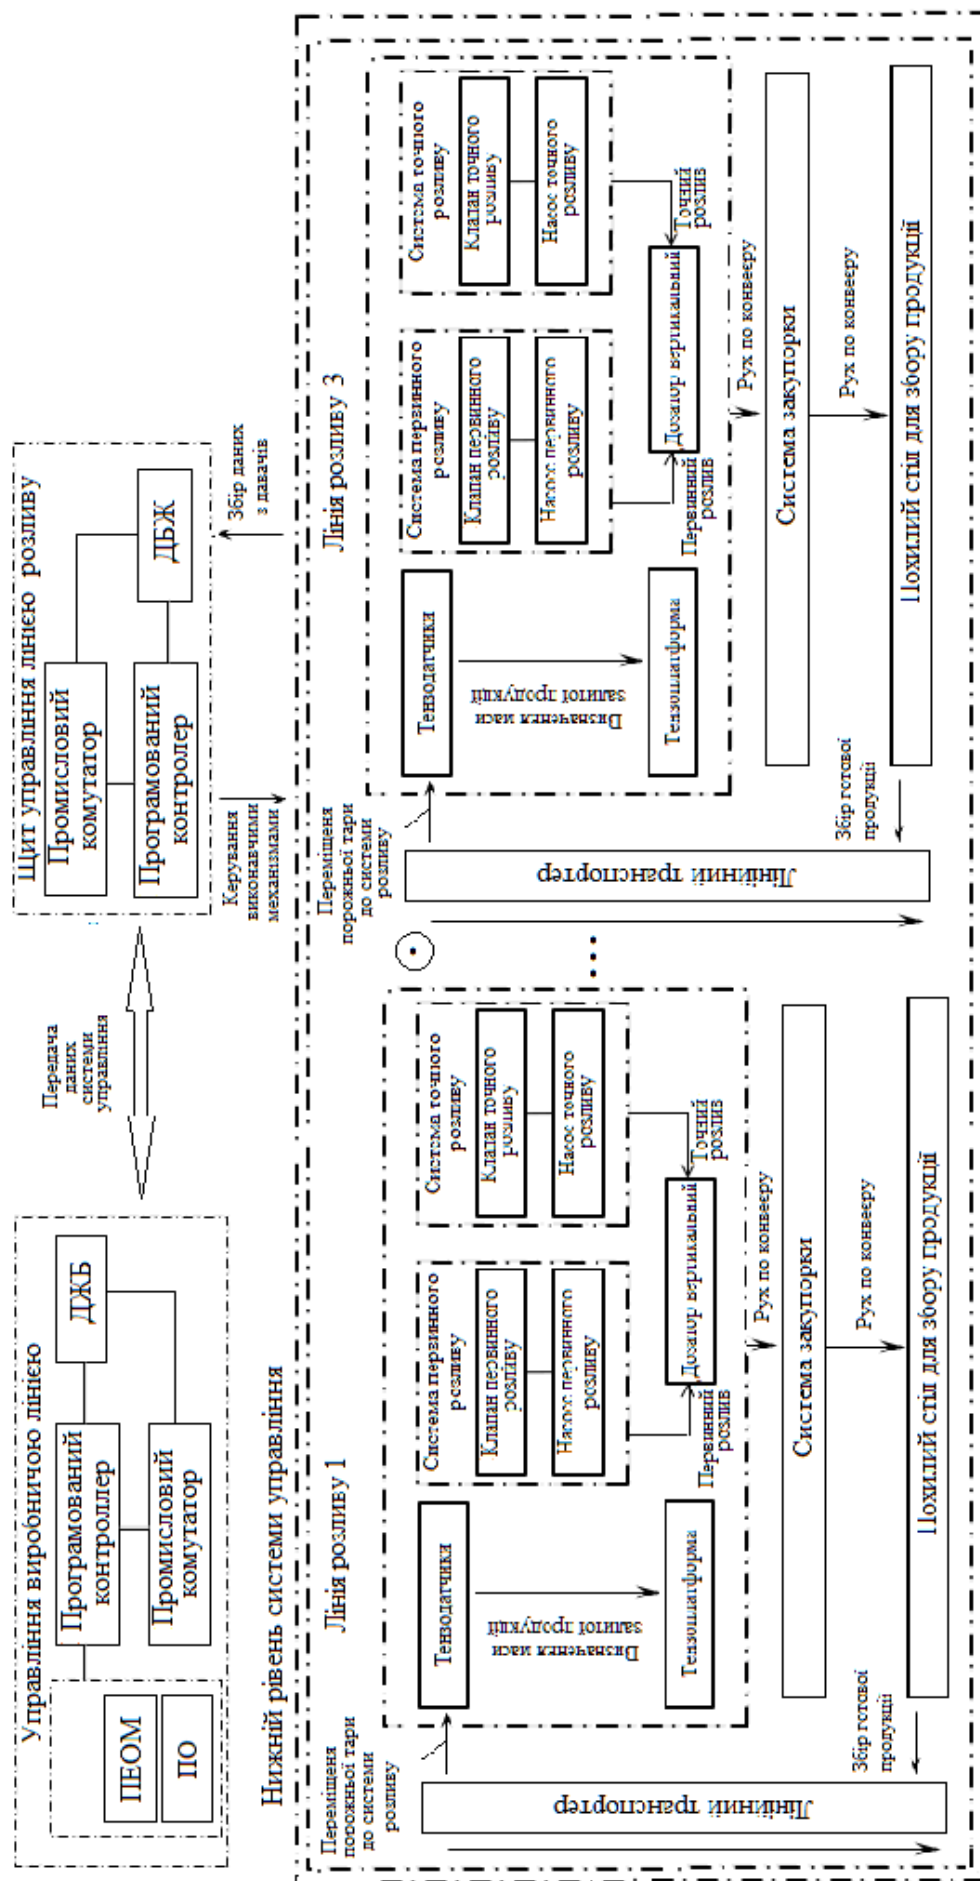 Управління виробничою лінією
ПЕОМ
ПО
Програмований
контроллер
Промисловий
комутатор
ДЖБ
Передача
даних
системи
управління
Щит управління лінією розливу
Промисловий
комутатор
Програмований
контролер
ДБЖ
Керування
виконавчими
механізмами
Збір даних
з давачів
Нижній рівень системи управління
Лінія розливу 1
Переміщеня
порожньої тари
до системи
розливу
Лінійний транспортер
Тензодатчики
Визначення маси
залитої продукції
Тензоплатформа
Система первинного
розливу
Клапан первинного
розливу
Насос первинного
розливу
Система точного
розливу
Клапан точного
розливу
Насос точного
розливу
Первинний
розлив
Дозатор вертикальний
Точний
розлив
Рух по конвеєру
Система закупорки
Рух по конвеєру
Збір готової
продукції
Похилий стіл для збору продукції
...
Лінія розливу 3
Переміщеня
порожньої тари
до системи
розливу
Лінійний транспортер
Тензодатчики
Визначення маси
залитої продукції
Тензоплатформа
Система первинного
розливу
Клапан первинного
розливу
Насос первинного
розливу
Система точного
розливу
Клапан точного
розливу
Насос точного
розливу
Первинний
розлив
Дозатор вертикальний
Точний
розлив
Рух по конвеєру
Система закупорки
Рух по конвеєру
Збір готової
продукції
Похилий стіл для збору продукції